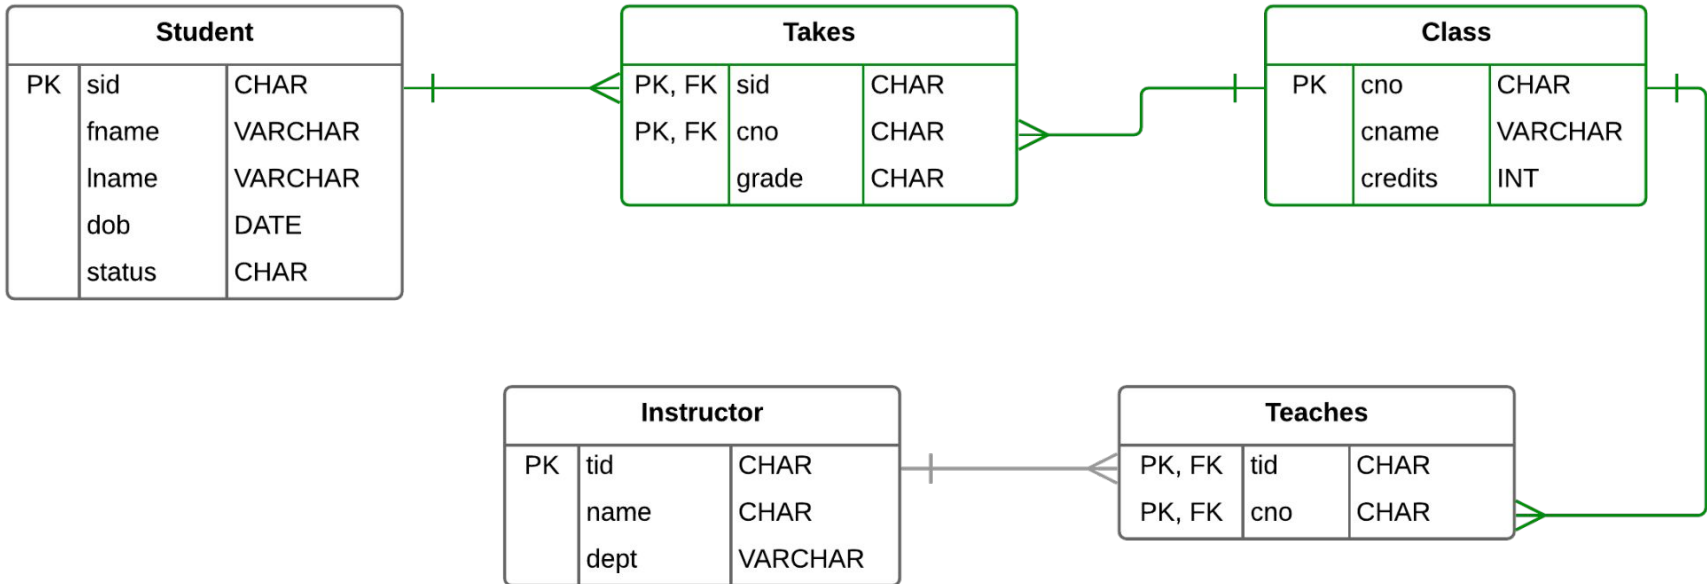 Student
PK sid CHAR
fname VARCHAR
lname VARCHAR
dob DATE
status CHAR
Takes
PK, FK sid CHAR
PK, FK cno CHAR
grade CHAR
Class
PK cno CHAR
cname VARCHAR
credits INT
Instructor
PK tid CHAR
name CHAR
dept VARCHAR
Teaches
PK, FK tid CHAR
PK, FK cno CHAR